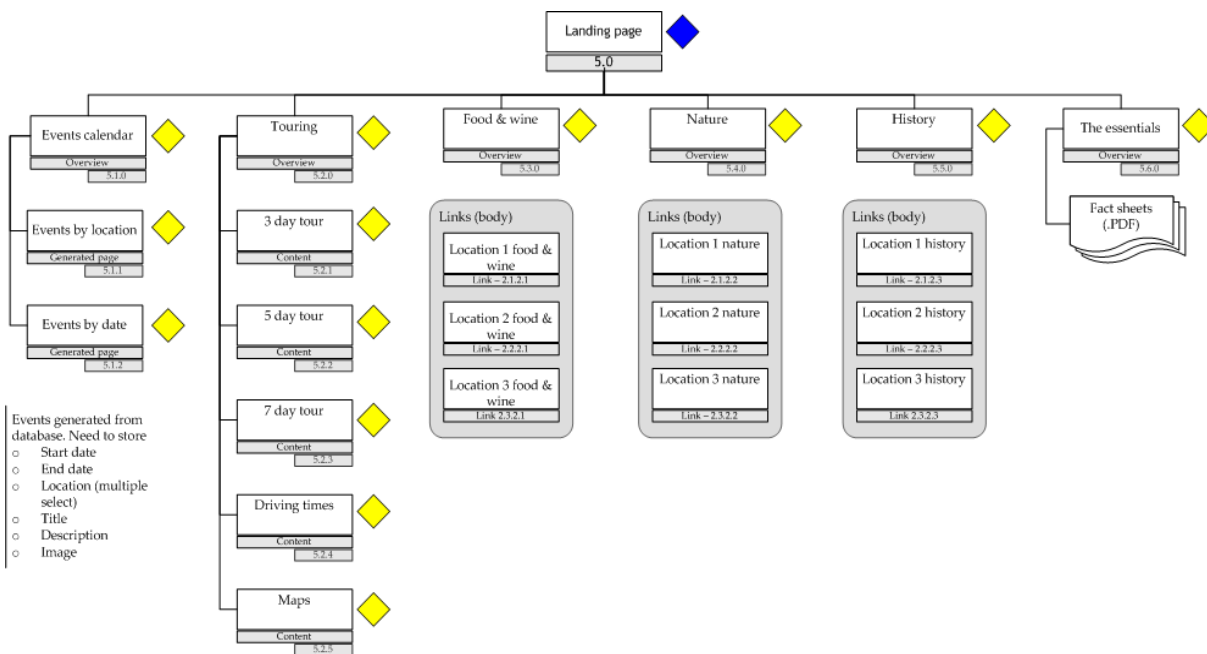 Landing page
5.0
Events calendar
Overview
5.1.0
Events by location
Generated page
5.1.1
Events by date
Generated page
5.1.2
Events generated from
database. Need to store
o Start date
o End date
o Location (multiple
select)
o Title
o Description
o Image
Touring
Overview
5.2.0
3 day tour
Content
5.2.1
5 day tour
Content
5.2.2
7 day tour
Content
5.2.3
Driving times
Content
5.2.4
Maps
Content
5.2.5
Food & wine
Overview
5.3.0
Links (body)
Location 1 food &
wine
Link – 2.1.2.1
Location 2 food &
wine
Link – 2.2.2.1
Location 3 food &
wine
Link 2.3.2.1
Nature
Overview
5.4.0
Links (body)
Location 1 nature
Link – 2.1.2.2
Location 2 nature
Link – 2.2.2.2
Location 3 nature
Link – 2.3.2.2
History
Overview
5.5.0
Links (body)
Location 1 history
Link – 2.1.2.3
Location 2 history
Link – 2.2.2.3
Location 3 history
Link 2.3.2.3
The essentials
Overview
5.6.0
Fact sheets
(.PDF)